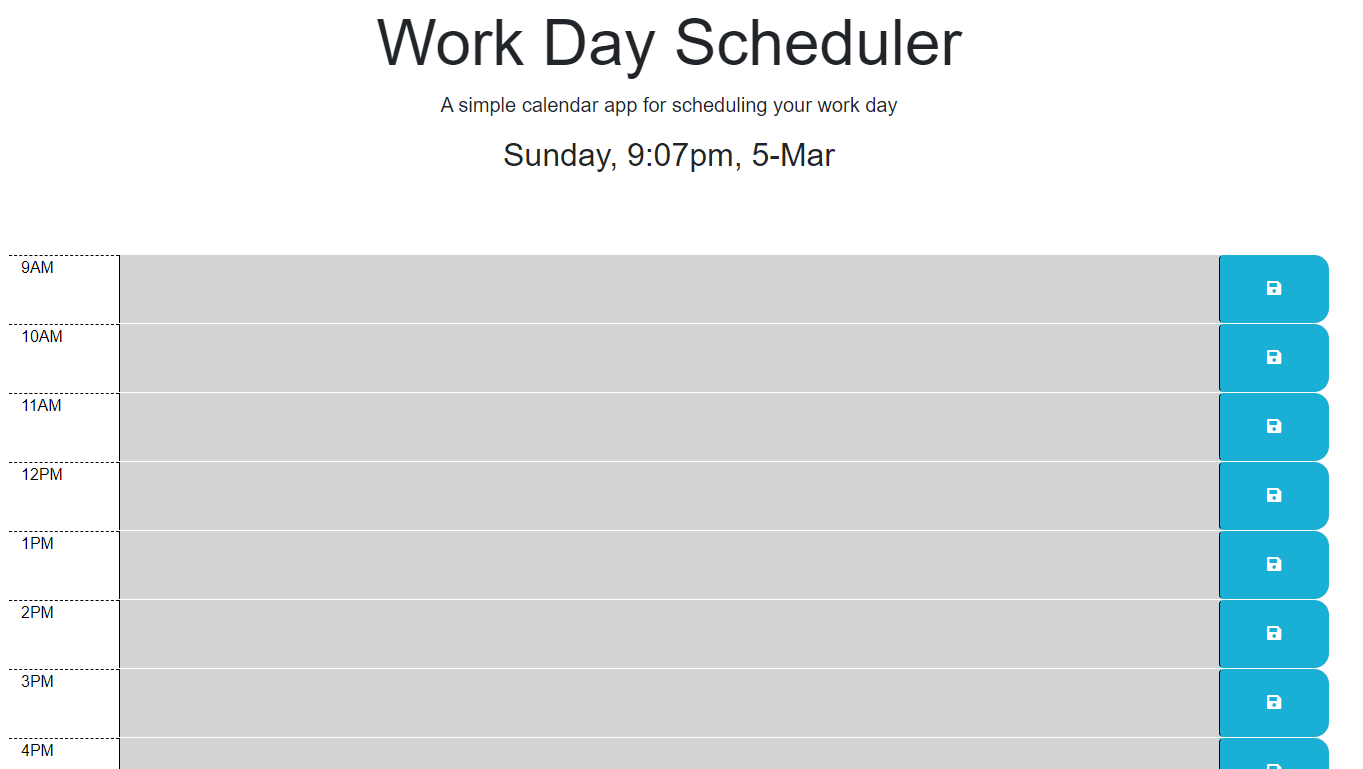 Work Day Scheduler
A simple calendar app for scheduling your work day
Sunday, 9:07pm, 5-Mar
9AM
10AM
11AM
12PM
1PM
2PM
3PM
4PM